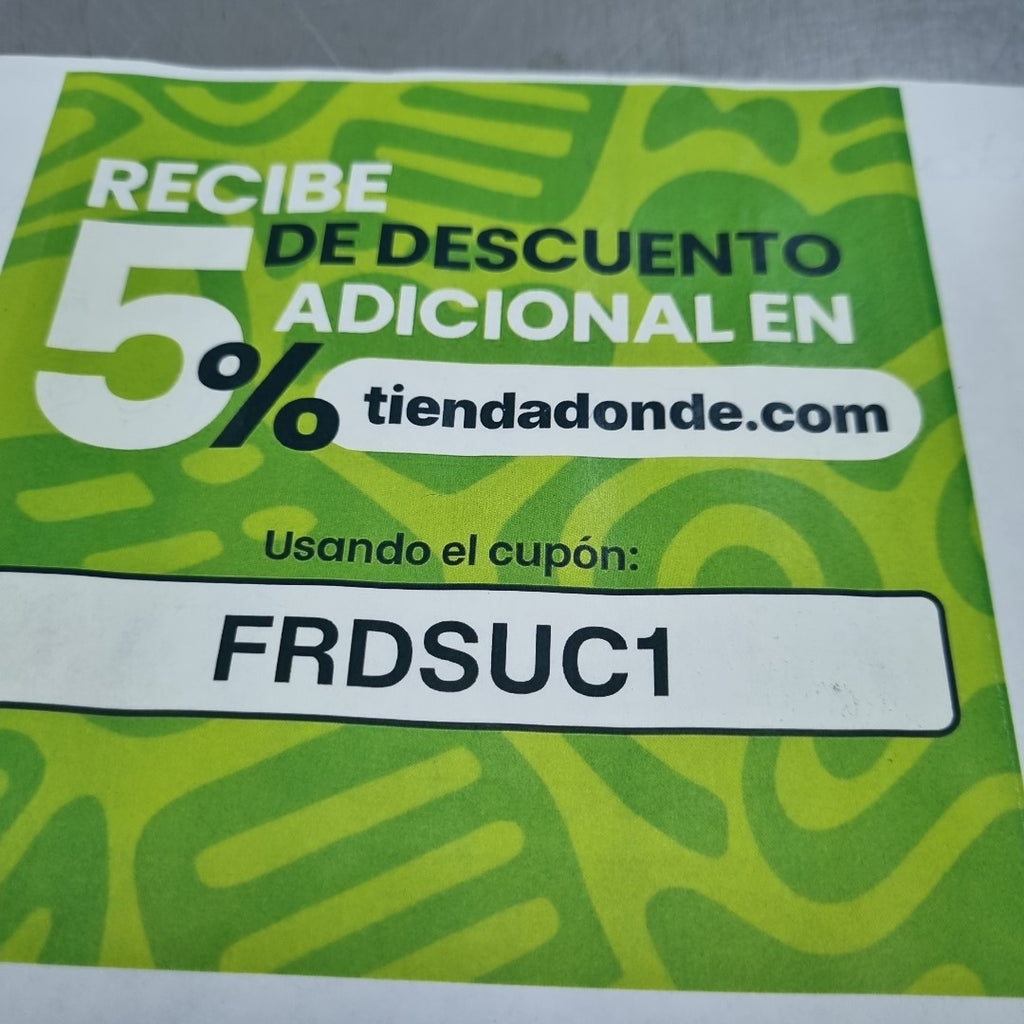 RECIBE
5% DE DESCUENTO
ADICIONAL EN
tiendadonde.com
Usando el cupón:
FRDSUC1